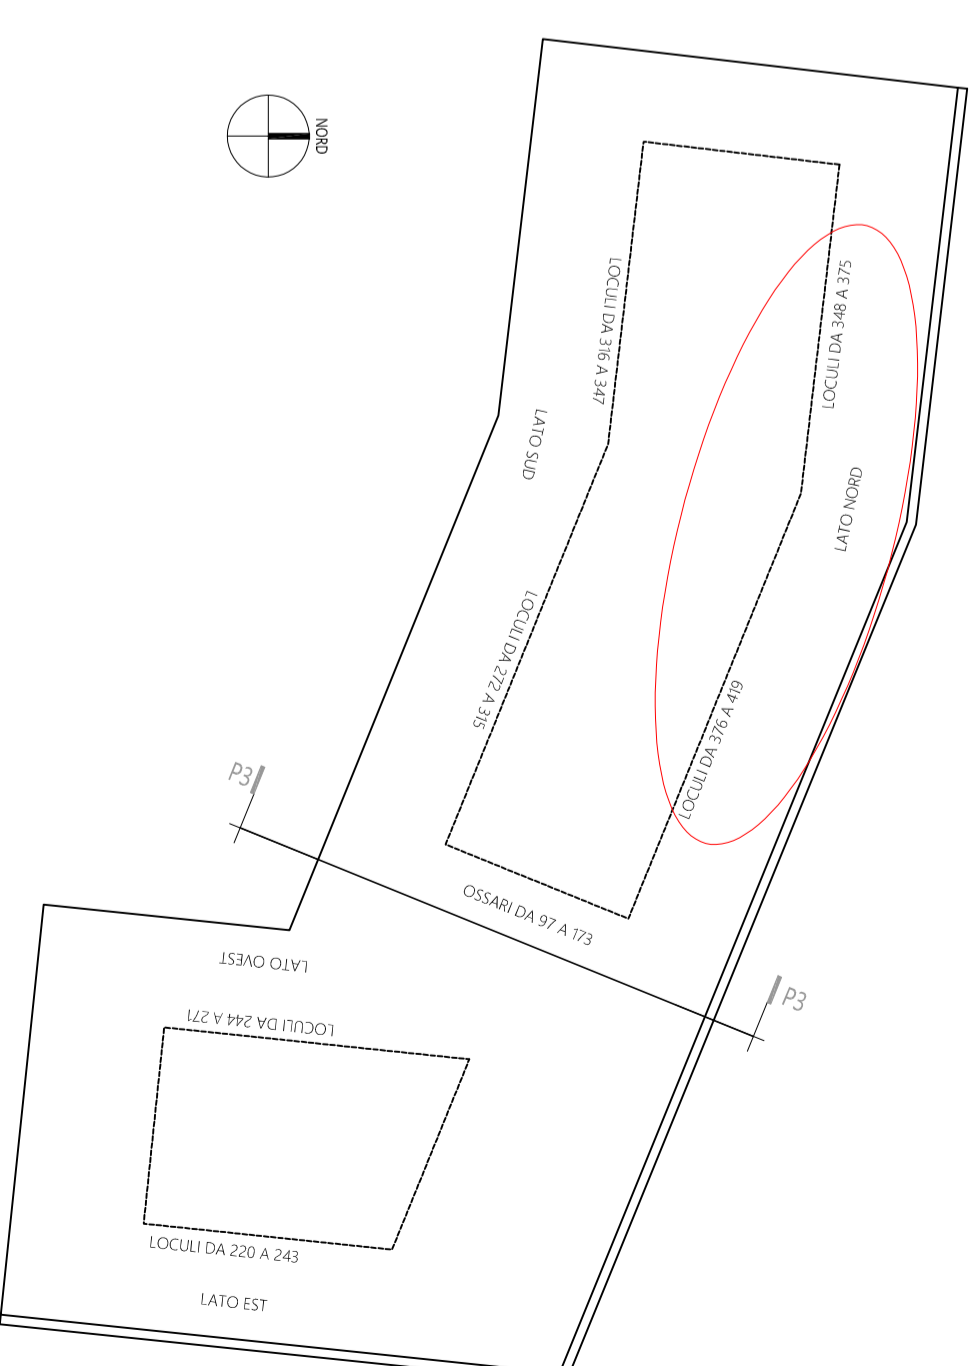 NORD
LOCULI DA 316 A 347
LOCULI DA 348 A 375
LATO SUD
LATO NORD
LOCULI DA 272 A 315
LOCULI DA 376 A 419
P3
OSSARI DA 97 A 173
LATO OVEST
P3
LOCULI DA 244 A 271
LOCULI DA 220 A 243
LATO EST